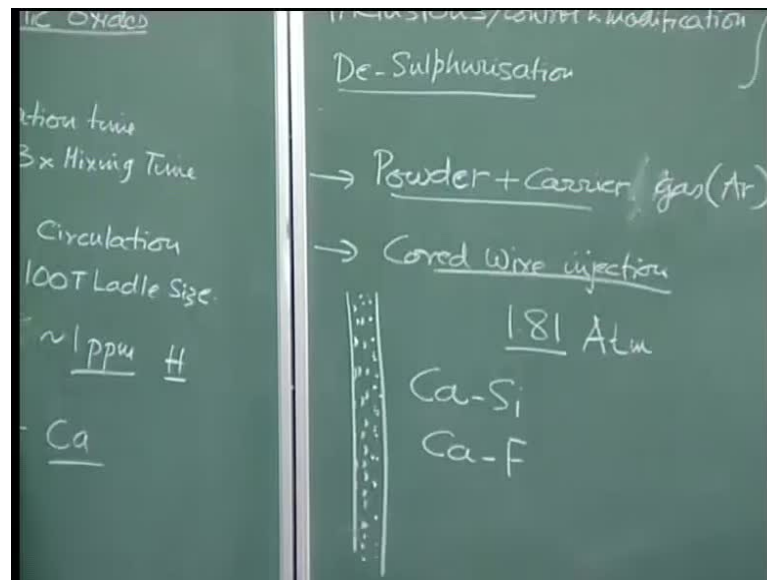 tic Oxides
ation time
3x Mixing Time
Circulation
100T Ladle Size.
~1 ppm H
- Ca
Inclusions/control & modification
De-Sulphurisation
→ Powder + Carrier gas (Ar)
→ Cored Wire injection
1.81 Atm
Ca-Si
Ca-F